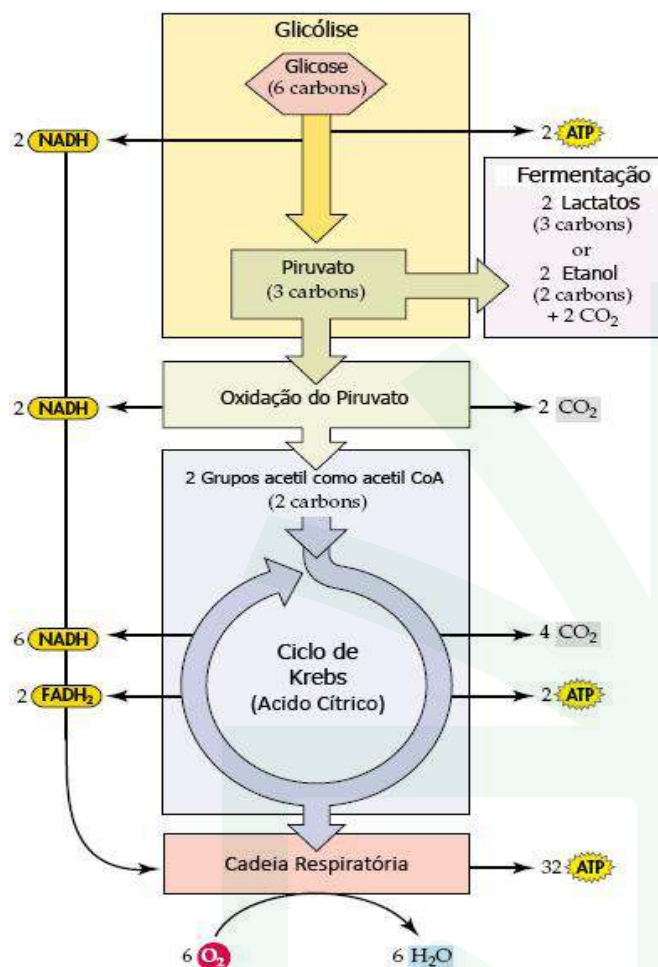 Glicólise
Glicose
(6 carbons)
2 NADH
2 ATP
Fermentação
2 Lactatos
(3 carbons)
or
2 Etanol
(2 carbons)
+ 2 CO₂
Piruvato
(3 carbons)
2 NADH
Oxidação do Piruvato
2 CO₂
2 Grupos acetil como acetil CoA
(2 carbons)
6 NADH
4 CO₂
Ciclo de
Krebs
(Acido Cítrico)
2 FADH₂
2 ATP
Cadeia Respiratória
32 ATP
6 O₂
6 H₂O